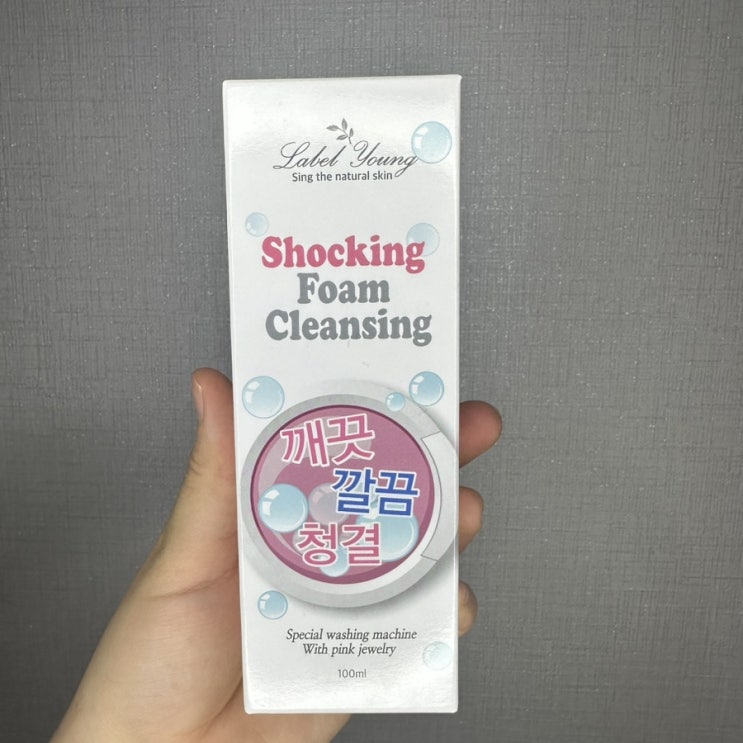 Label Young
Sing the natural skin
Shocking
Foam
Cleansing
깨끗
깔끔
청결
Special washing machine
With pink jewelry
100ml